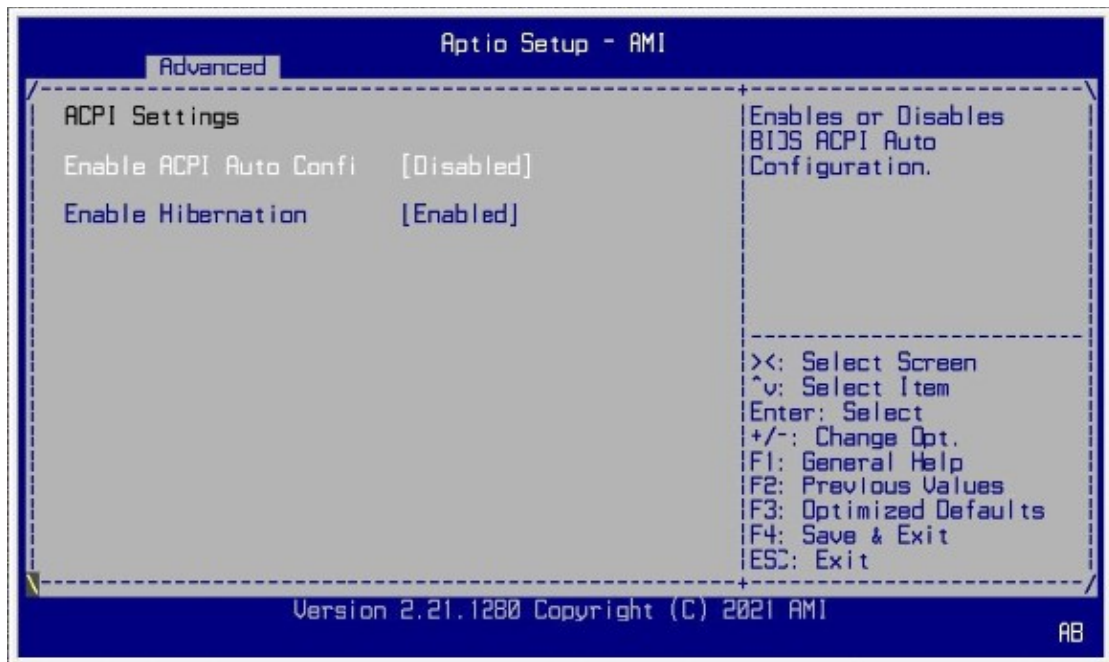 Aptio Setup - AMI
Advanced
ACPI Settings
Enable ACPI Auto Confi [Disabled]
Enable Hibernation [Enabled]
Enables or Disables
BIOS ACPI Auto
Configuration.
><: Select Screen
^v: Select Item
Enter: Select
+/-: Change Opt.
F1: General Help
F2: Previous Values
F3: Optimized Defaults
F4: Save & Exit
ESC: Exit
Version 2.21.1280 Copyright (C) 2021 AMI
AB